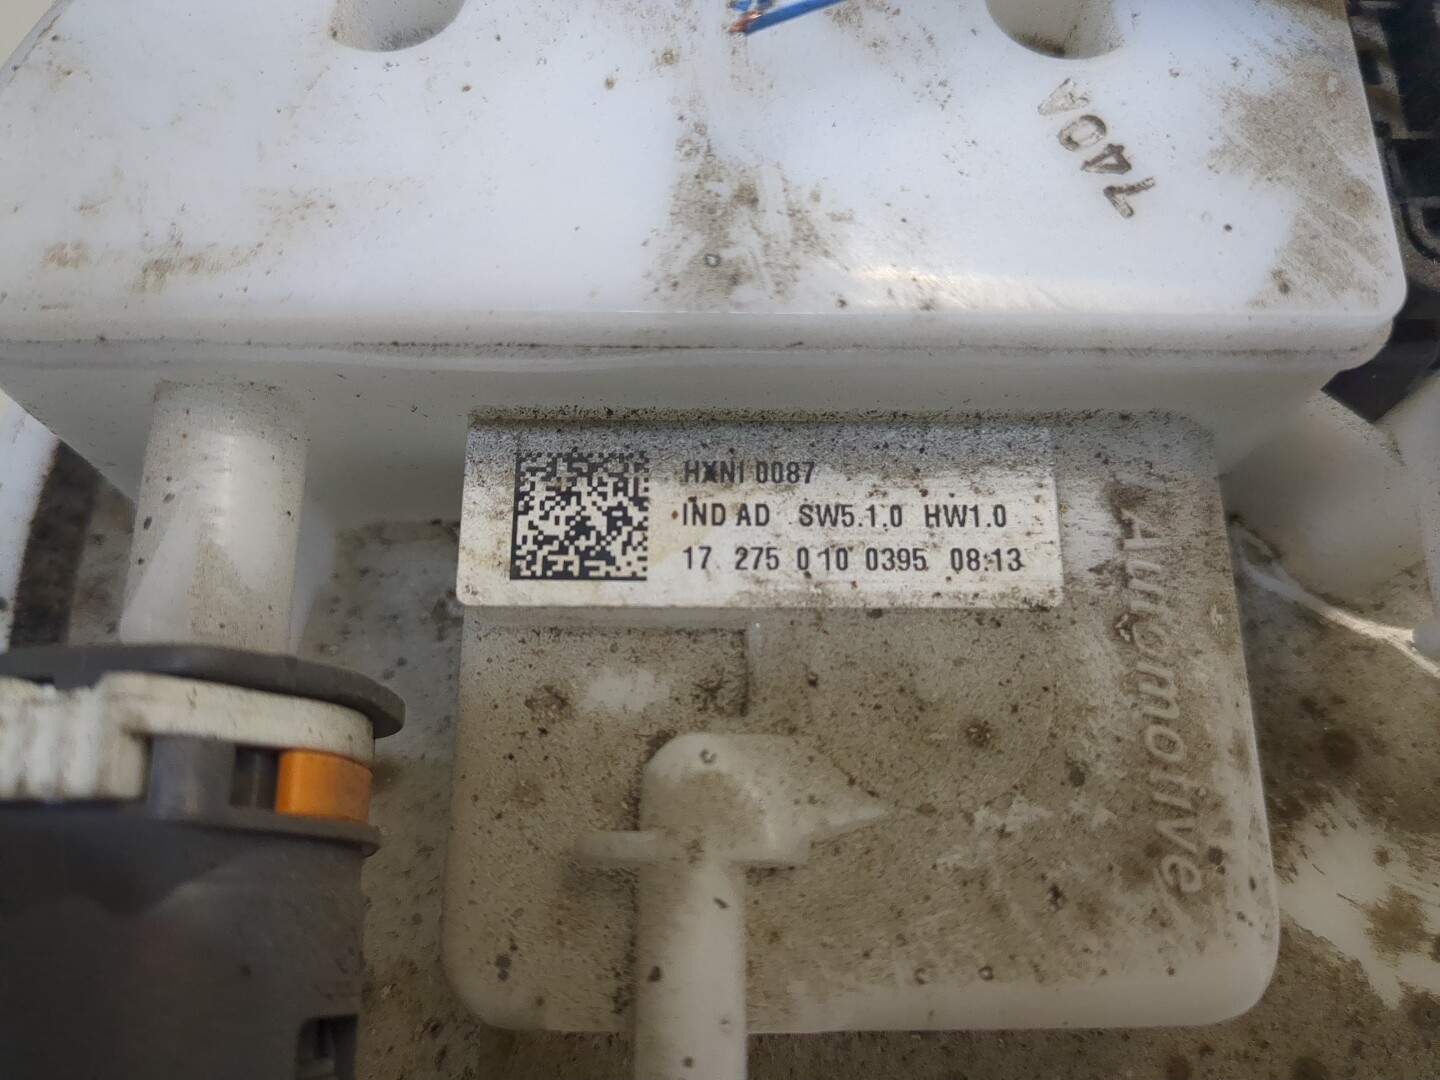 740A
HXNI 0087
IND AD SW5.1.0 HW1.0
17 275 0 10 0395 08:13
Automotive